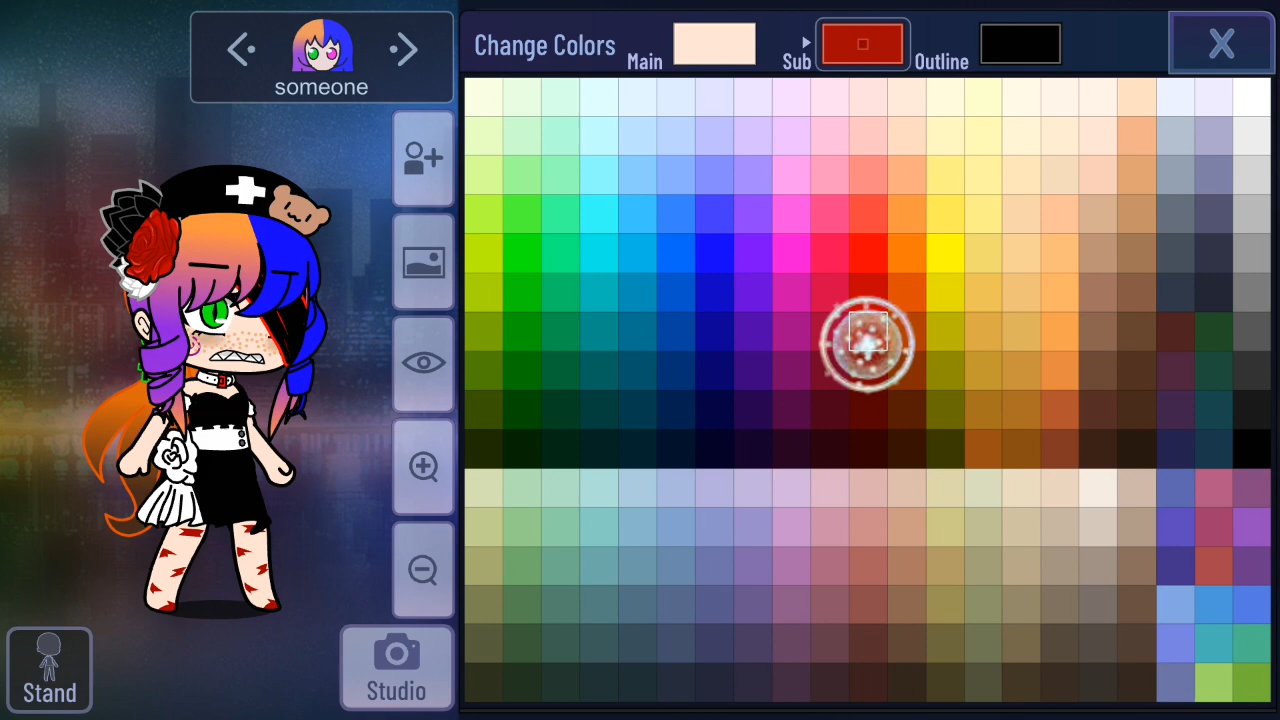 someone
Change Colors
Main
Sub
Outline
X
Stand
Studio